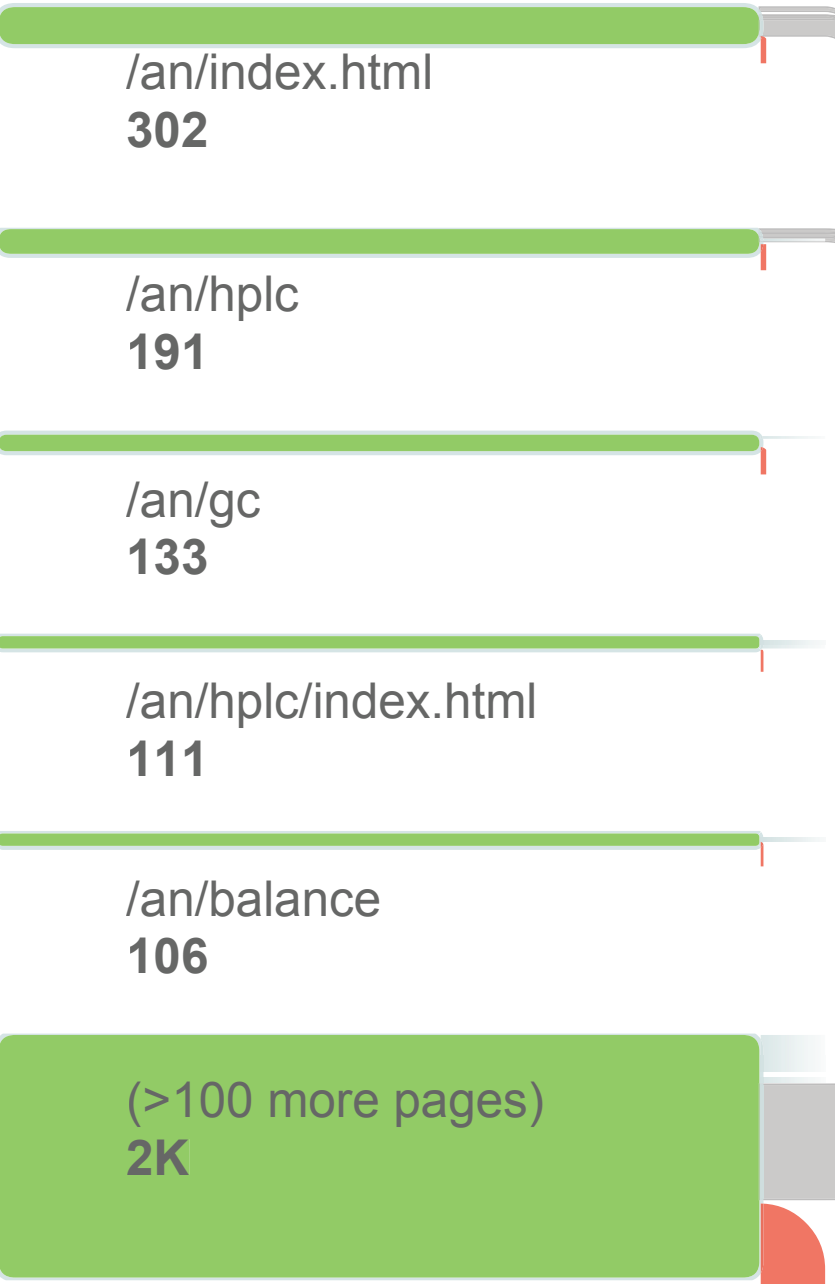 /an/index.html
302
/an/hplc
191
/an/gc
133
/an/hplc/index.html
111
/an/balance
106
(>100 more pages)
2K